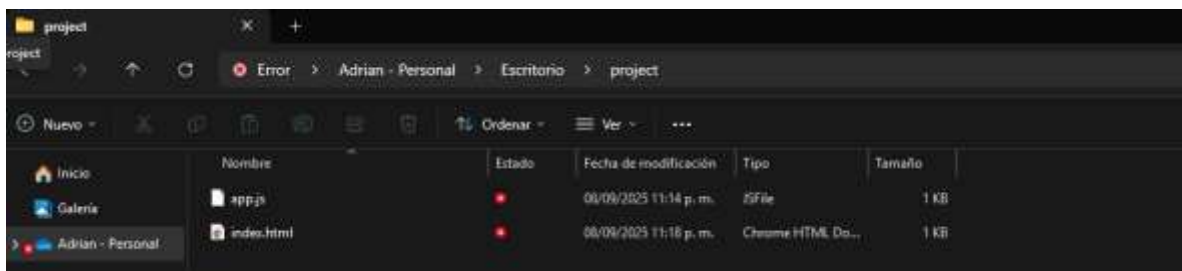 project
roject
Error > Adrian - Personal > Escritorio > project
Nuevo Ordenar Ver ...
Inicio
Galería
Adrian - Personal
Nombre Estado Fecha de modificación Tipo Tamaño
app.js 08/09/2025 11:14 p. m. JSFile 1 KB
index.html 08/09/2025 11:18 p. m. Chrome HTML Do... 1 KB